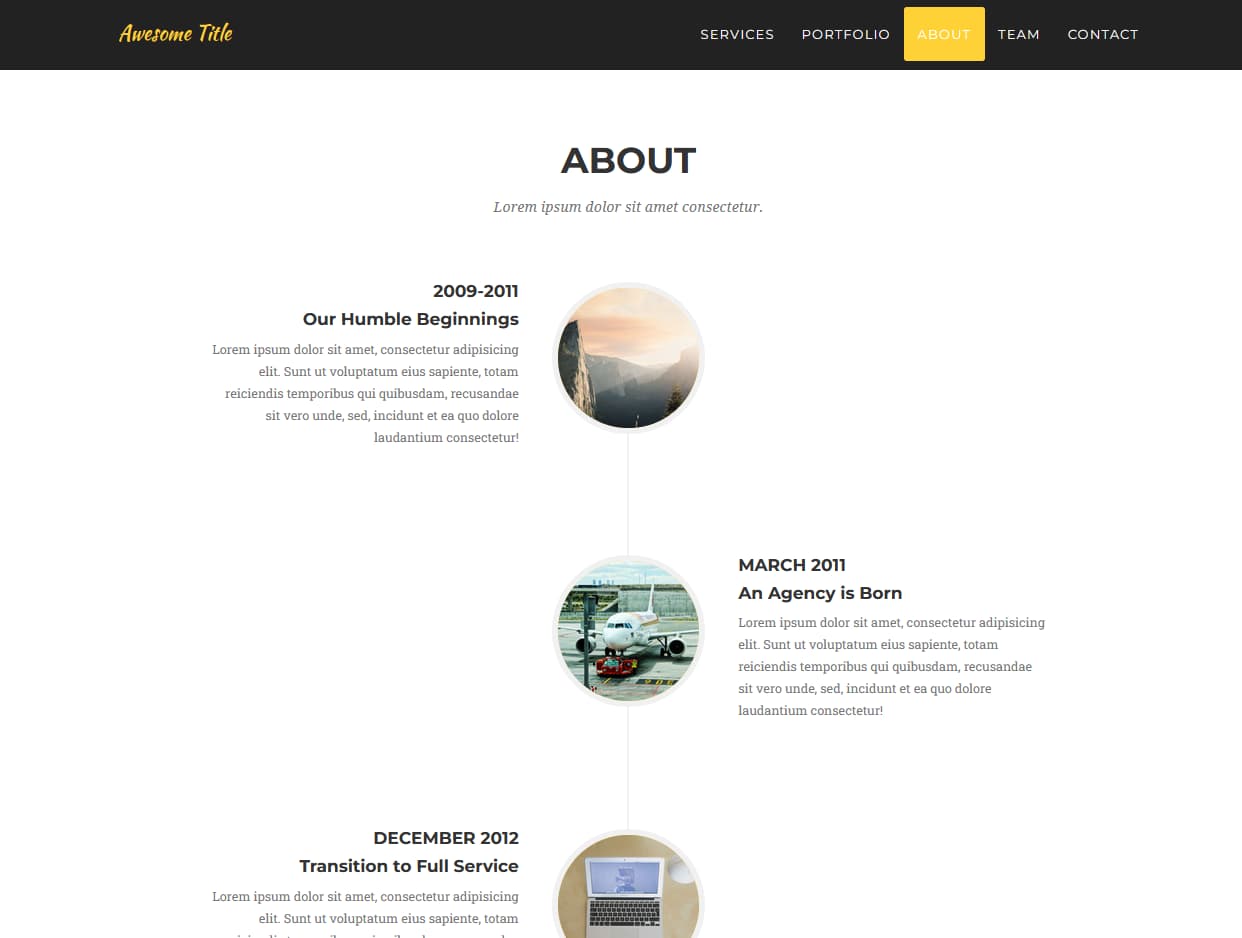 Awesome Title
SERVICES PORTFOLIO ABOUT TEAM CONTACT
ABOUT
Lorem ipsum dolor sit amet consectetur.
2009-2011
Our Humble Beginnings
Lorem ipsum dolor sit amet, consectetur adipisicing
elit. Sunt ut voluptatum eius sapiente, totam
reiciendis temporibus qui quibusdam, recusandae
sit vero unde, sed, incidunt et ea quo dolore
laudantium consectetur!
MARCH 2011
An Agency is Born
Lorem ipsum dolor sit amet, consectetur adipisicing
elit. Sunt ut voluptatum eius sapiente, totam
reiciendis temporibus qui quibusdam, recusandae
sit vero unde, sed, incidunt et ea quo dolore
laudantium consectetur!
DECEMBER 2012
Transition to Full Service
Lorem ipsum dolor sit amet, consectetur adipisicing
elit. Sunt ut voluptatum eius sapiente, totam